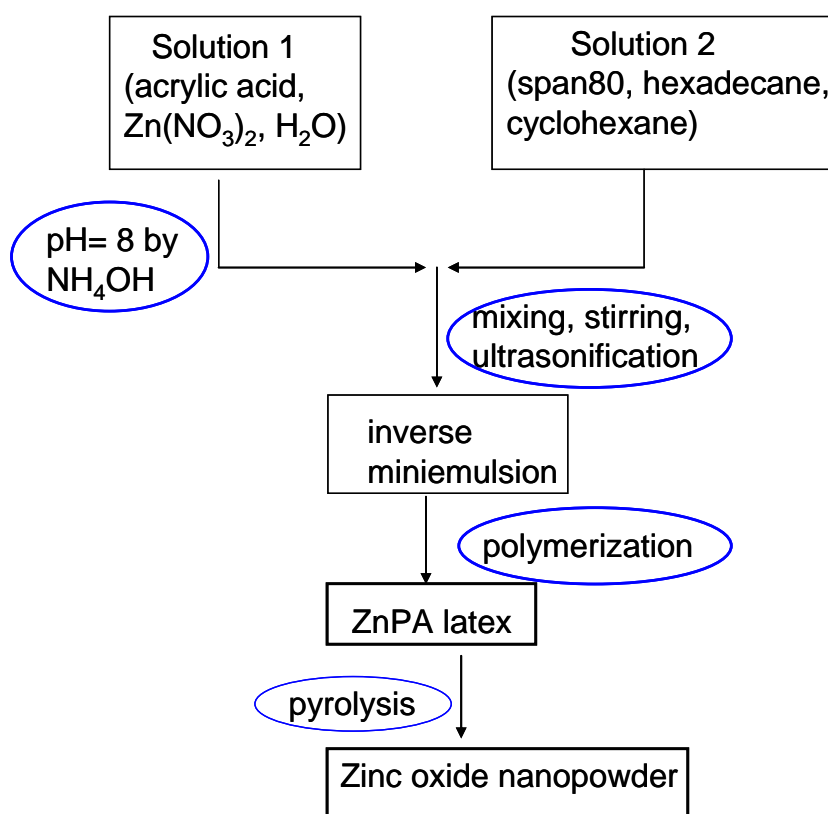 Solution 1
(acrylic acid,
Zn(NO₃)₂, H₂O)
Solution 2
(span80, hexadecane,
cyclohexane)
pH= 8 by
NH₄OH
mixing, stirring,
ultrasonification
inverse
miniemulsion
polymerization
ZnPA latex
pyrolysis
Zinc oxide nanopowder